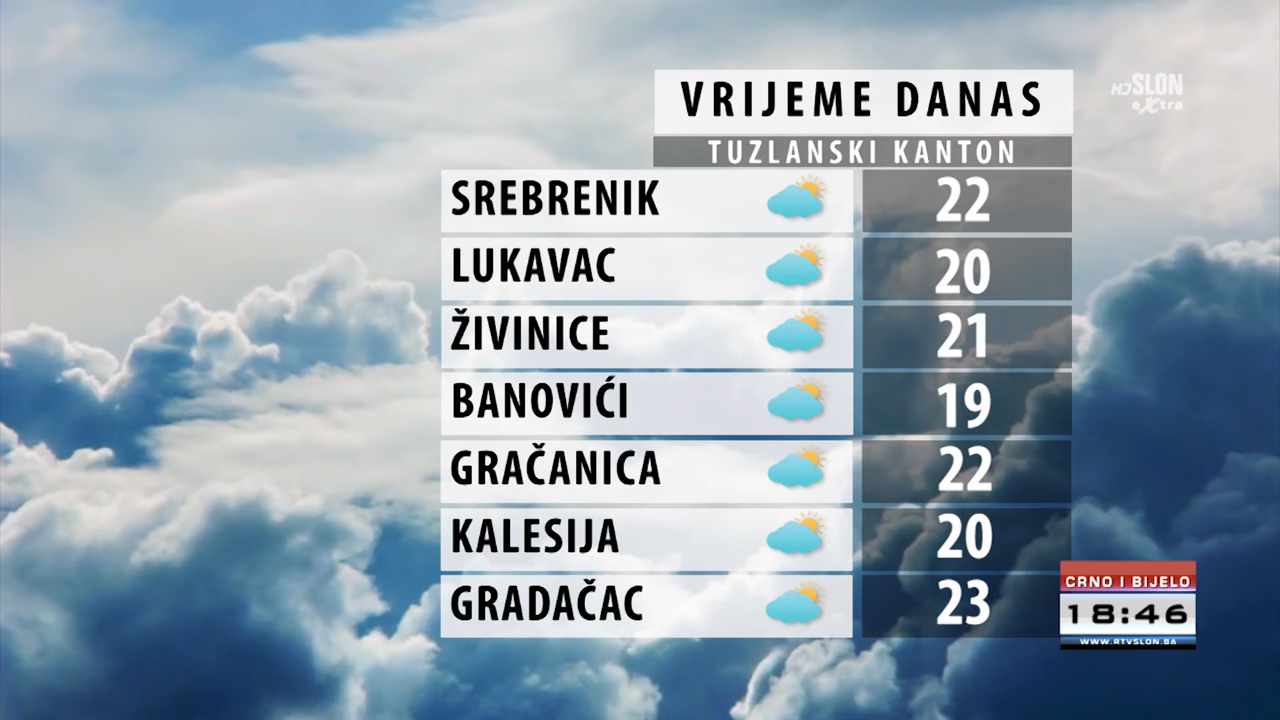 VRIJEME DANAS
HD SLON
eXtra
TUZLANSKI KANTON
SREBRENIK 22
LUKAVAC 20
ŽIVINICE 21
BANOVIĆI 19
GRAČANICA 22
KALESIJA 20
GRADAČAC 23
CRNO I BIJELO
18:46
WWW.RTVSLON.BA